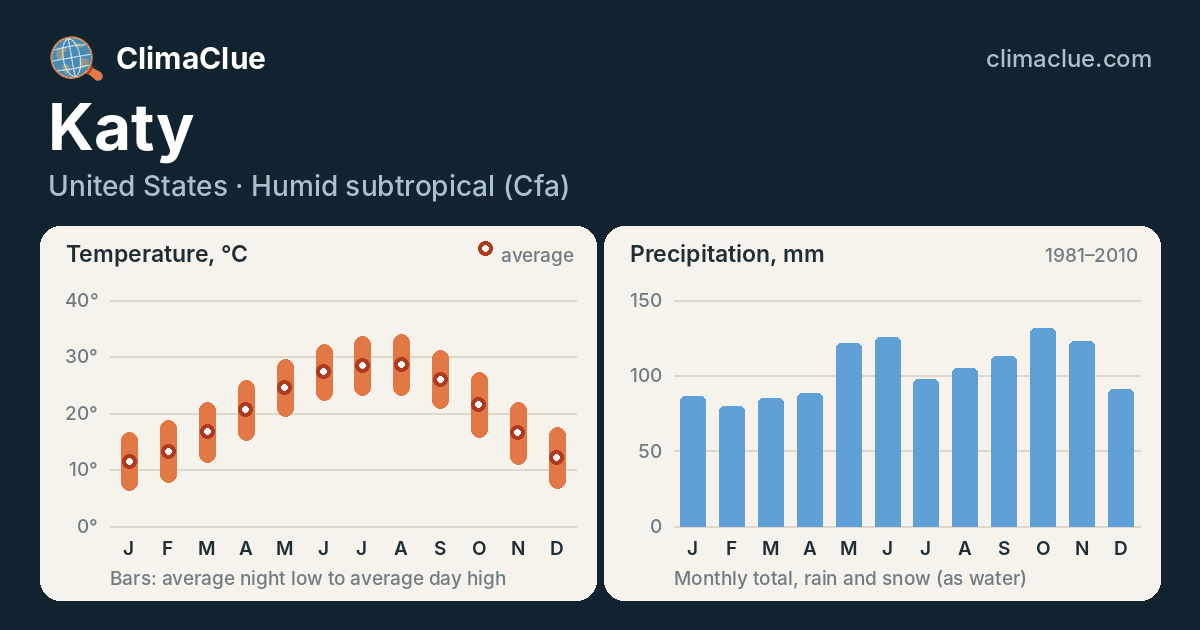 ClimaClue
climaclue.com
Katy
United States · Humid subtropical (Cfa)
Temperature, °C
average
40°
30°
20°
10°
0°
J F M A M J J A S O N D
Bars: average night low to average day high
Precipitation, mm
1981–2010
150
100
50
0
J F M A M J J A S O N D
Monthly total, rain and snow (as water)